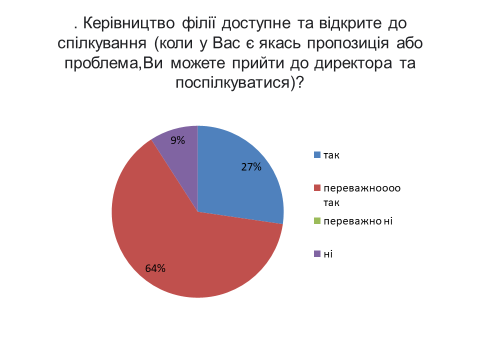 . Керівництво філії доступне та відкрите до
спілкування (коли у Вас є якась пропозиція або
проблема,Ви можете прийти до директора та
поспілкуватися)?
9%
27%
64%
так
переважноооо
так
переважно ні
ні